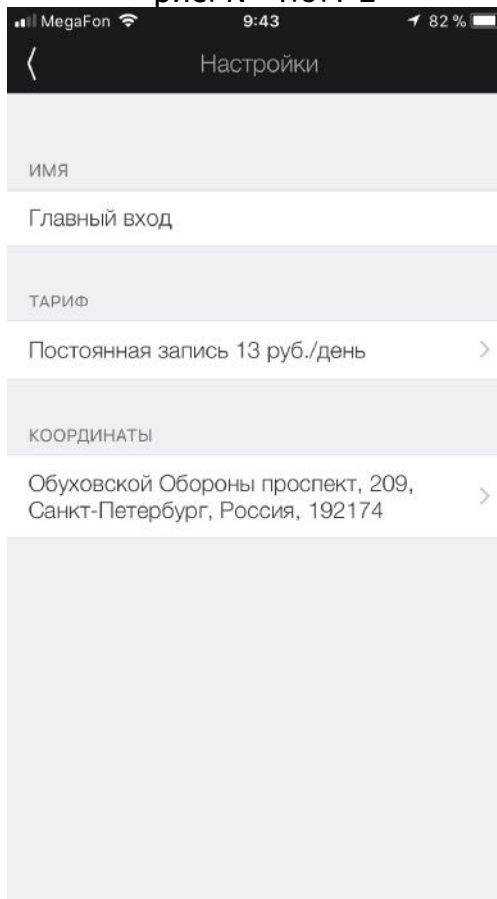 MegaFon 9:43 82 %
Настройки
ИМЯ
Главный вход
ТАРИФ
Постоянная запись 13 руб./день
КООРДИНАТЫ
Обуховской Обороны проспект, 209,
Санкт-Петербург, Россия, 192174